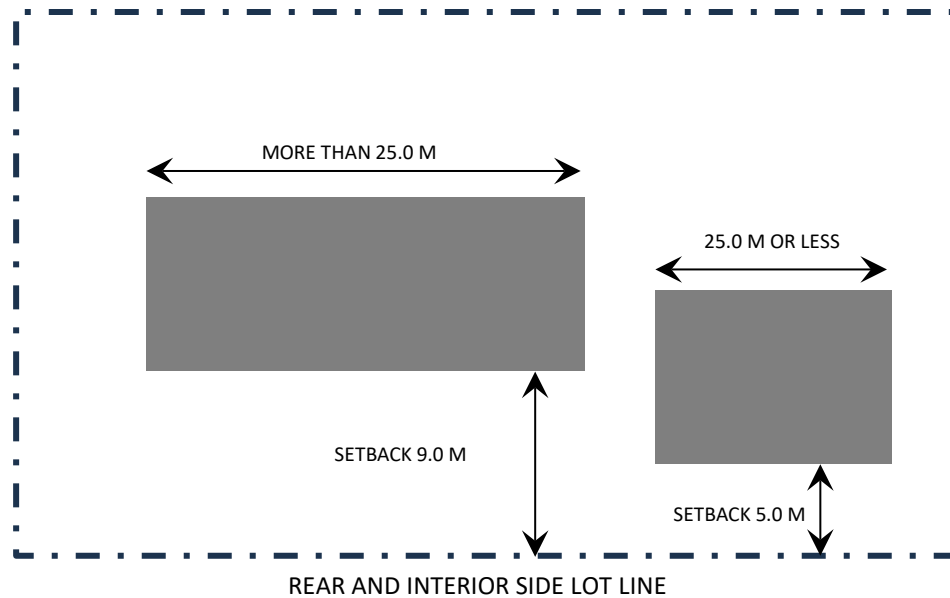 MORE THAN 25.0 M
25.0 M OR LESS
SETBACK 9.0 M
SETBACK 5.0 M
REAR AND INTERIOR SIDE LOT LINE